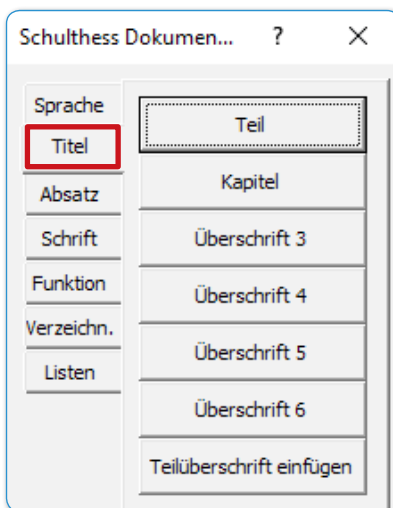 Schulthess Dokumen... ? ×
Sprache
Titel
Absatz
Schrift
Funktion
Verzeichn.
Listen
Teil
Kapitel
Überschrift 3
Überschrift 4
Überschrift 5
Überschrift 6
Teilüberschrift einfügen